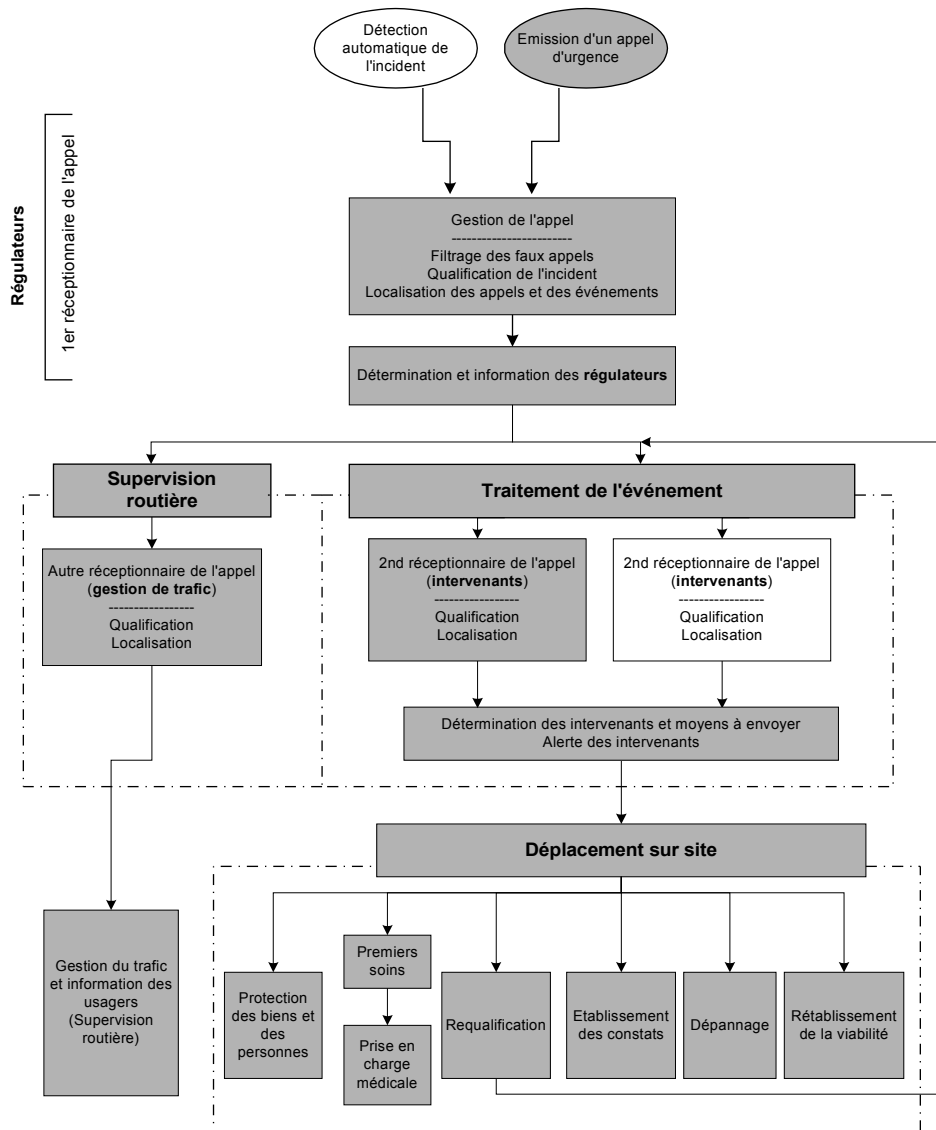 Détection
automatique de
l'incident
Emission d'un appel
d'urgence
Régulateurs
1er réceptionnaire de l'appel
Gestion de l'appel
------------------------
Filtrage des faux appels
Qualification de l'incident
Localisation des appels et des événements
Détermination et information des régulateurs
Supervision
routière
Traitement de l'événement
Autre réceptionnaire de l'appel
(gestion de trafic)
-----------------
Qualification
Localisation
2nd réceptionnaire de l'appel
(intervenants)
-----------------
Qualification
Localisation
2nd réceptionnaire de l'appel
(intervenants)
-----------------
Qualification
Localisation
Détermination des intervenants et moyens à envoyer
Alerte des intervenants
Déplacement sur site
Gestion du trafic
et information des
usagers
(Supervision
routière)
Protection
des biens et
des
personnes
Premiers
soins
Prise en
charge
médicale
Requalification
Etablissement
des constats
Dépannage
Rétablissement
de la viabilité